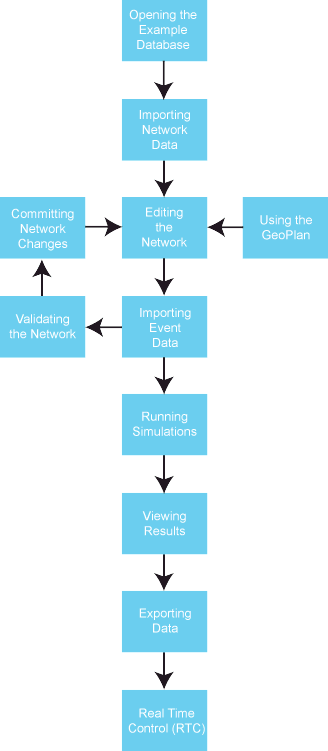 Opening the
Example
Database
Importing
Network
Data
Committing
Network
Changes
Editing
the
Network
Using the
GeoPlan
Validating
the Network
Importing
Event
Data
Running
Simulations
Viewing
Results
Exporting
Data
Real Time
Control (RTC)